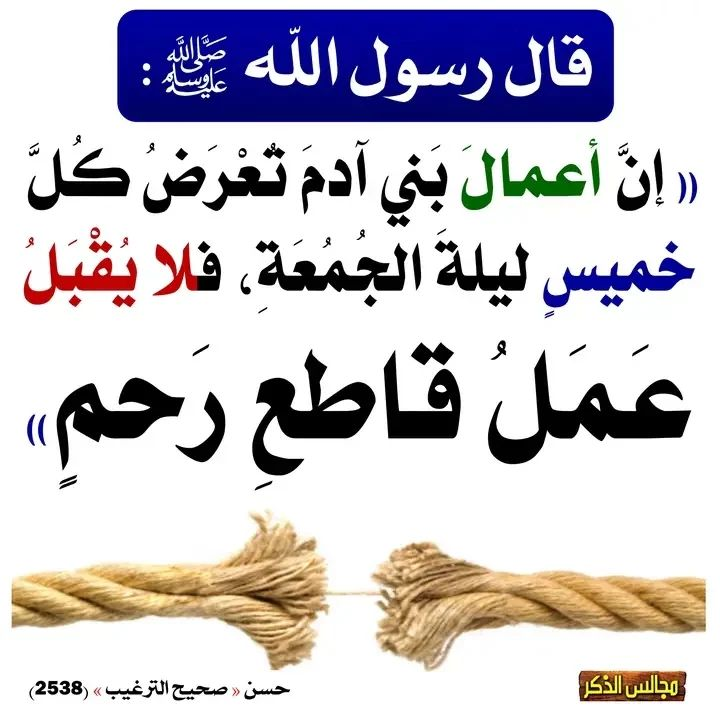 قال رسول الله ﷺ :
(( إنَّ أعمالَ بَني آدمَ تُعْرَضُ كُلَّ
خميسٍ ليلةَ الجُمُعَةِ، فلا يُقْبَلُ
عَمَلُ قاطعِ رَحمٍ ))
حسن « صحيح الترغيب » (2538)
مجالس الذكر